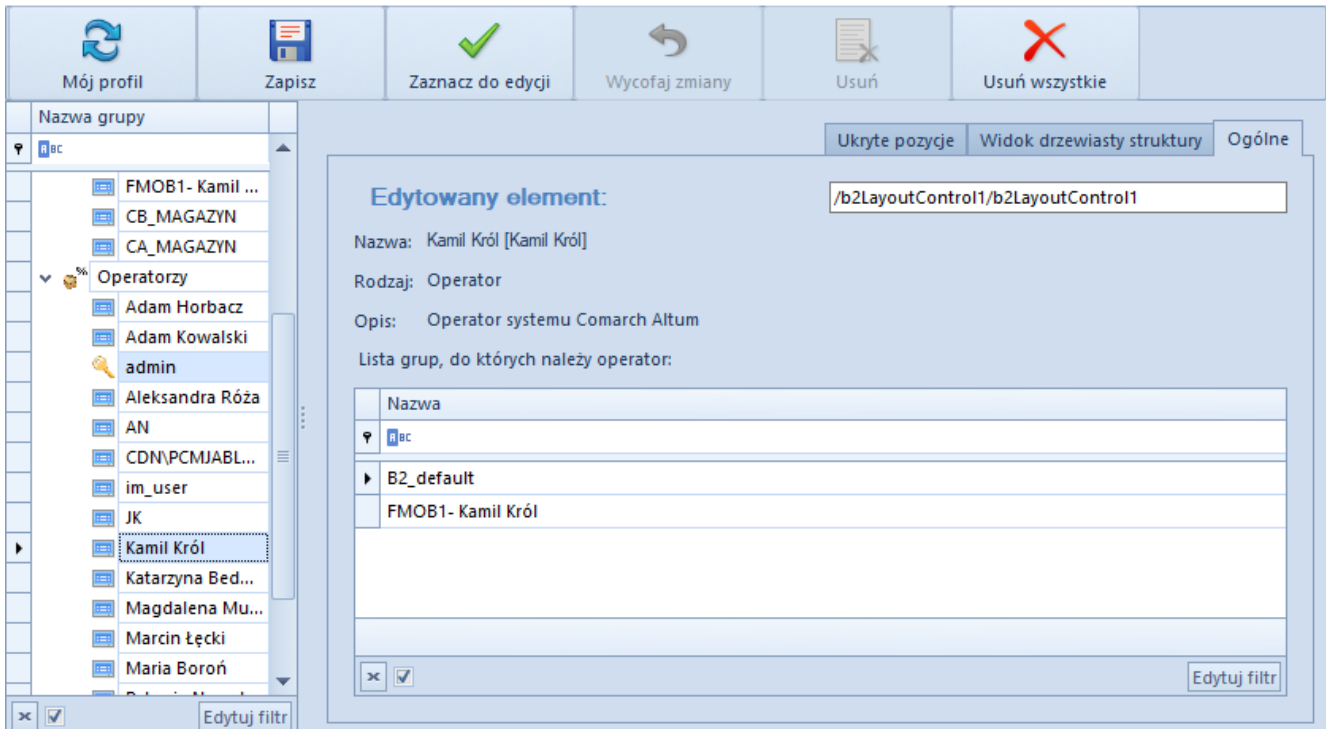 Mój profil
Zapisz
Zaznacz do edycji
Wycofaj zmiany
Usuń
Usuń wszystkie
Nazwa grupy
ABC
FMOB1- Kamil ...
CB_MAGAZYN
CA_MAGAZYN
Operatorzy
Adam Horbacz
Adam Kowalski
admin
Aleksandra Róża
AN
CDN\PCMJABL...
im_user
JK
Kamil Król
Katarzyna Bed...
Magdalena Mu...
Marcin Łęcki
Maria Boroń
Edytuj filtr
Ukryte pozycje
Widok drzewiasty struktury
Ogólne
Edytowany element:
/b2LayoutControl1/b2LayoutControl1
Nazwa: Kamil Król [Kamil Król]
Rodzaj: Operator
Opis: Operator systemu Comarch Altum
Lista grup, do których należy operator:
Nazwa
ABC
B2_default
FMOB1- Kamil Król
Edytuj filtr